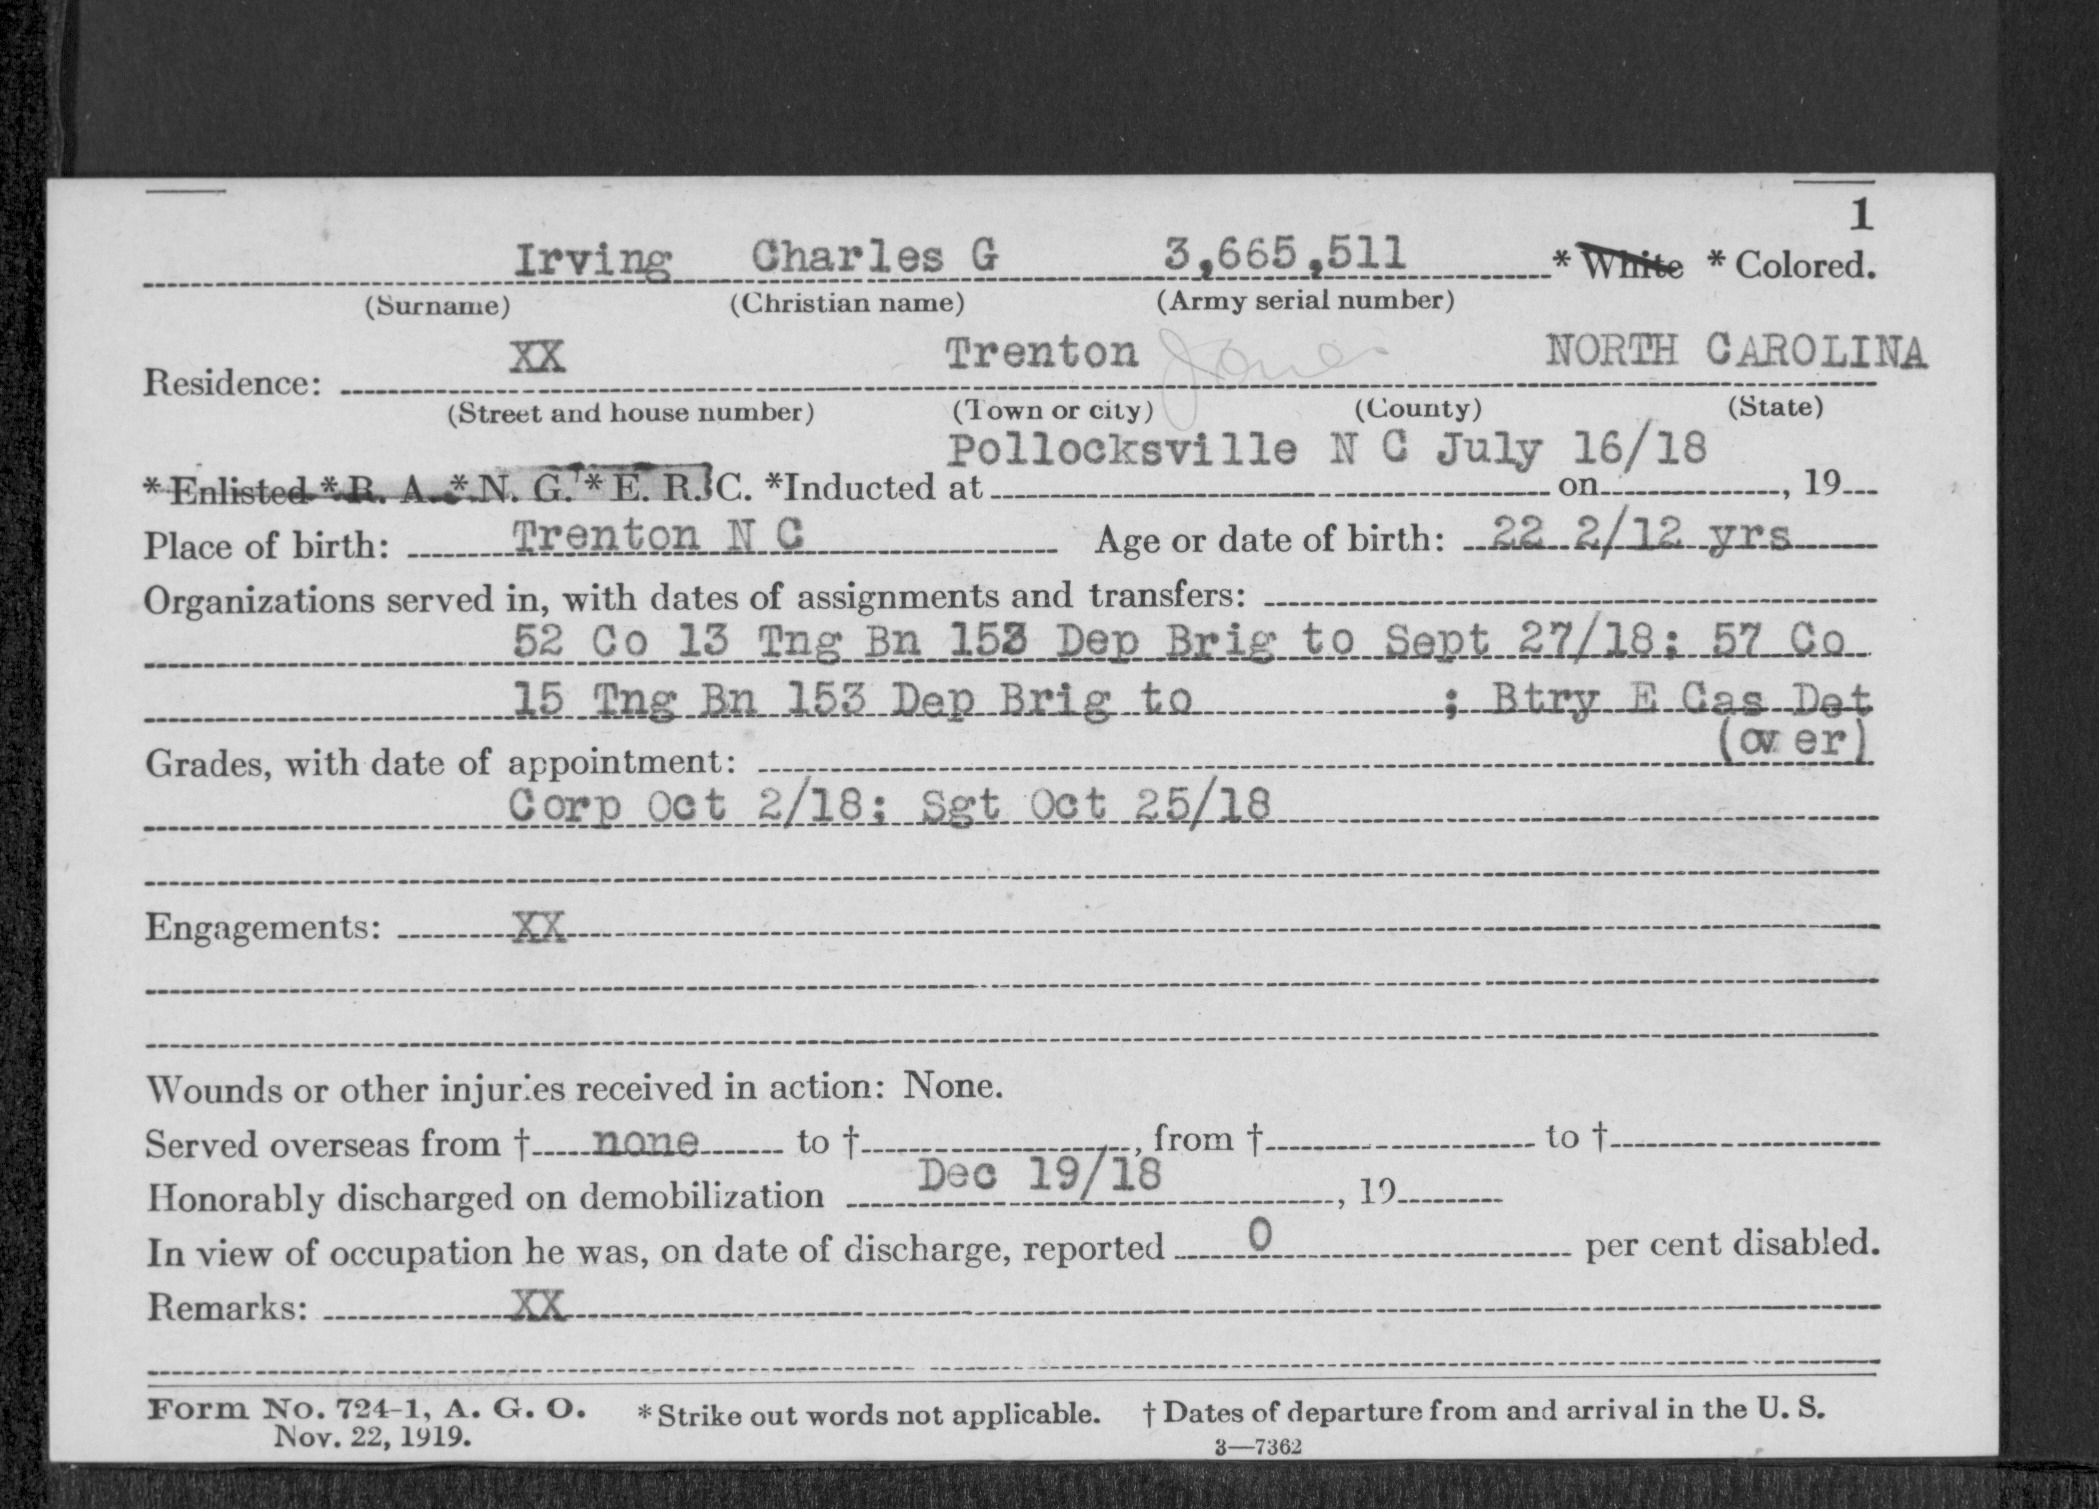 1
Irving Charles G 3,665,511 * White * Colored.
(Surname) (Christian name) (Army serial number)
XX Trenton Jones NORTH CAROLINA
Residence:
(Street and house number) (Town or city) (County) (State)
Pollocksville N C July 16/18
* Enlisted * R. A. * N. G. * E. R. C. *Inducted at on , 19
Place of birth: Trenton N C Age or date of birth: 22 2/12 yrs
Organizations served in, with dates of assignments and transfers:
52 Co 13 Tng Bn 153 Dep Brig to Sept 27/18; 57 Co
15 Tng Bn 153 Dep Brig to ; Btry E Cas Det
(over)
Grades, with date of appointment:
Corp Oct 2/18; Sgt Oct 25/18
Engagements: XX
Wounds or other injuries received in action: None.
Served overseas from † none to † , from † to †
Dec 19/18
Honorably discharged on demobilization , 19
In view of occupation he was, on date of discharge, reported 0 per cent disabled.
Remarks: XX
Form No. 724-1, A. G. O. * Strike out words not applicable. † Dates of departure from and arrival in the U. S.
Nov. 22, 1919. 3—7362